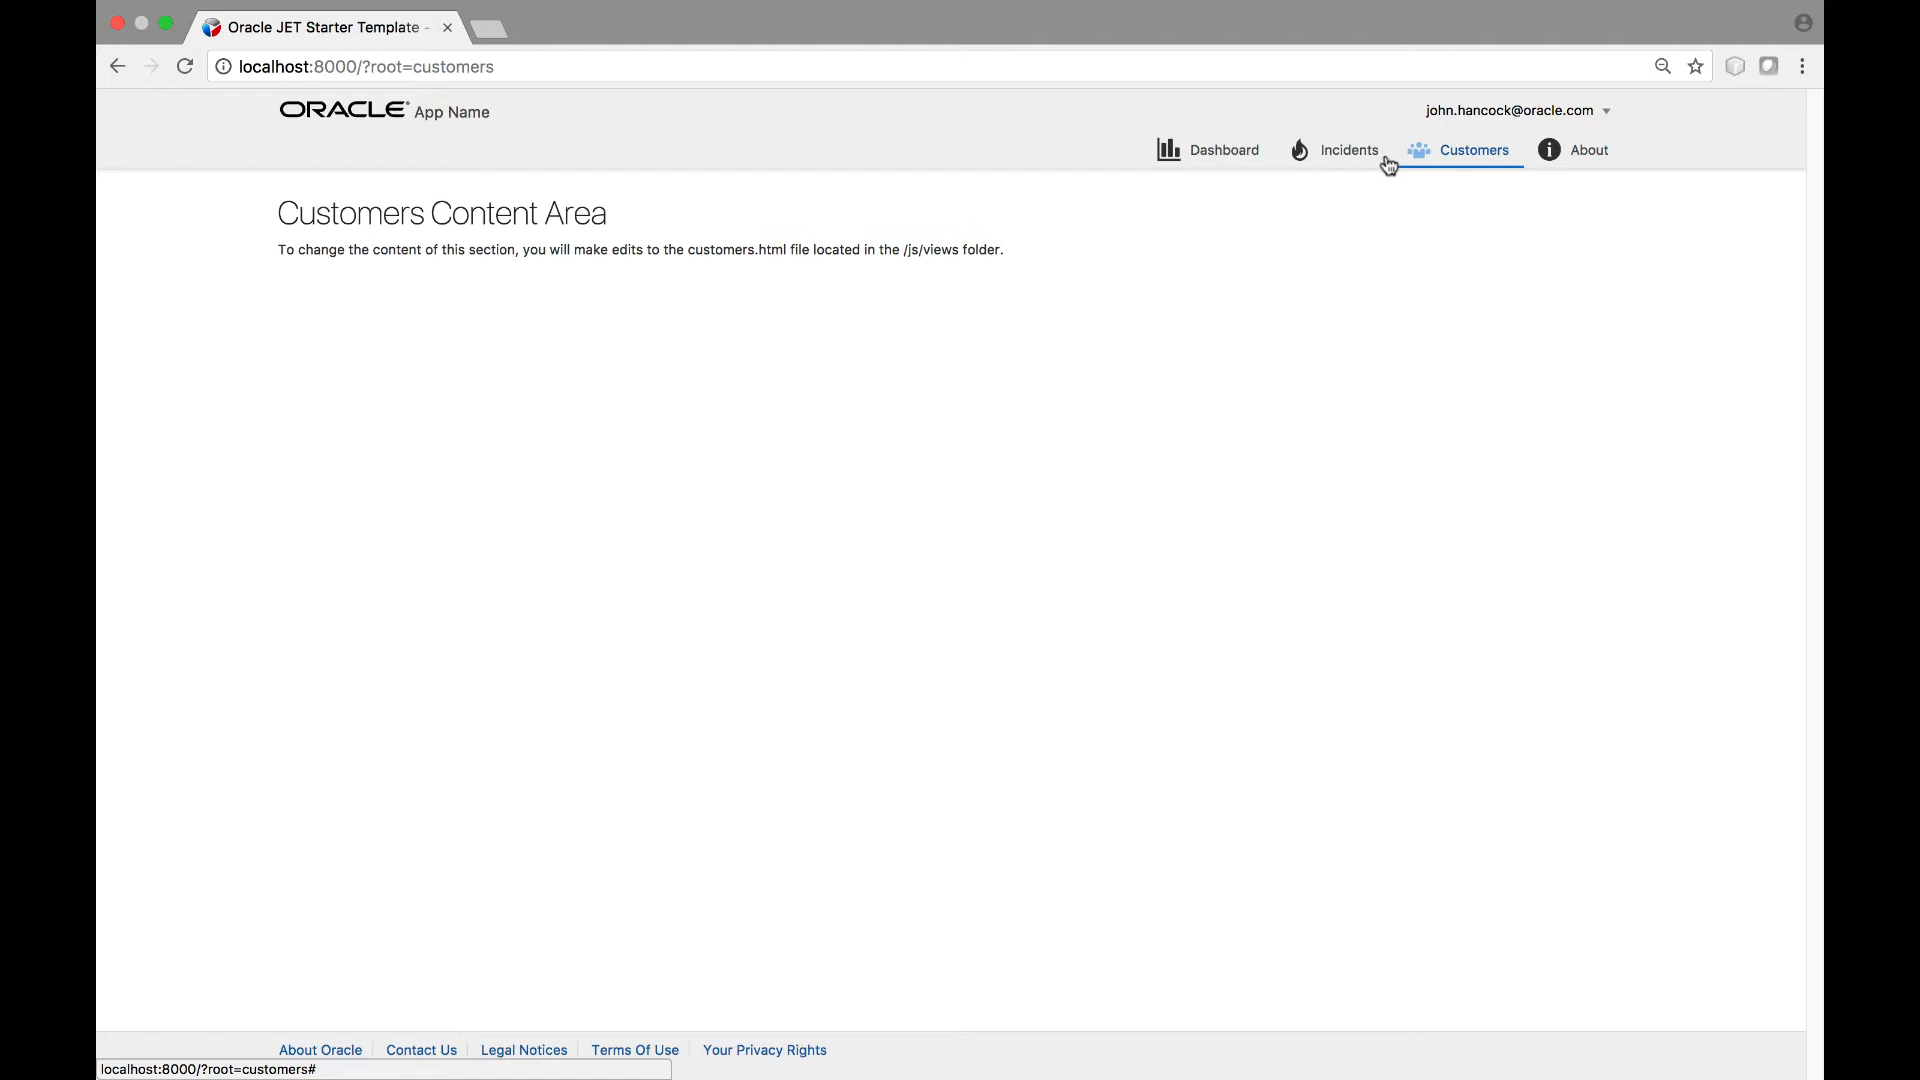 Oracle JET Starter Template -
localhost:8000/?root=customers
ORACLE® App Name
john.hancock@oracle.com
Dashboard Incidents Customers About
Customers Content Area
To change the content of this section, you will make edits to the customers.html file located in the /js/views folder.
About Oracle Contact Us Legal Notices Terms Of Use Your Privacy Rights
localhost:8000/?root=customers#